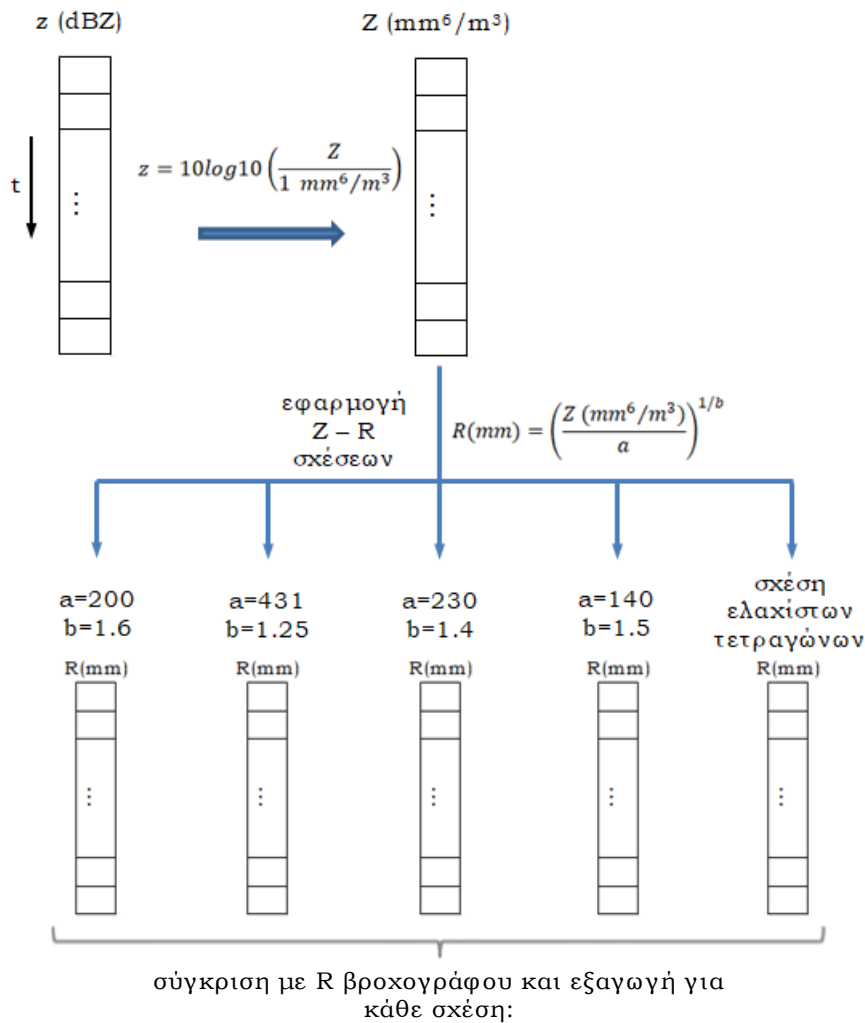 z (dBZ)
Z (mm⁶/m³)
z = 10log10(Z / 1 mm⁶/m³)
t
⋮
⋮
εφαρμογή
Z – R
σχέσεων
R(mm) = (Z (mm⁶/m³) / a)^1/b
a=200
b=1.6
a=431
b=1.25
a=230
b=1.4
a=140
b=1.5
σχέση
ελαχίστων
τετραγώνων
R(mm)
R(mm)
R(mm)
R(mm)
R(mm)
⋮
⋮
⋮
⋮
⋮
σύγκριση με R βροχογράφου και εξαγωγή για
κάθε σχέση: